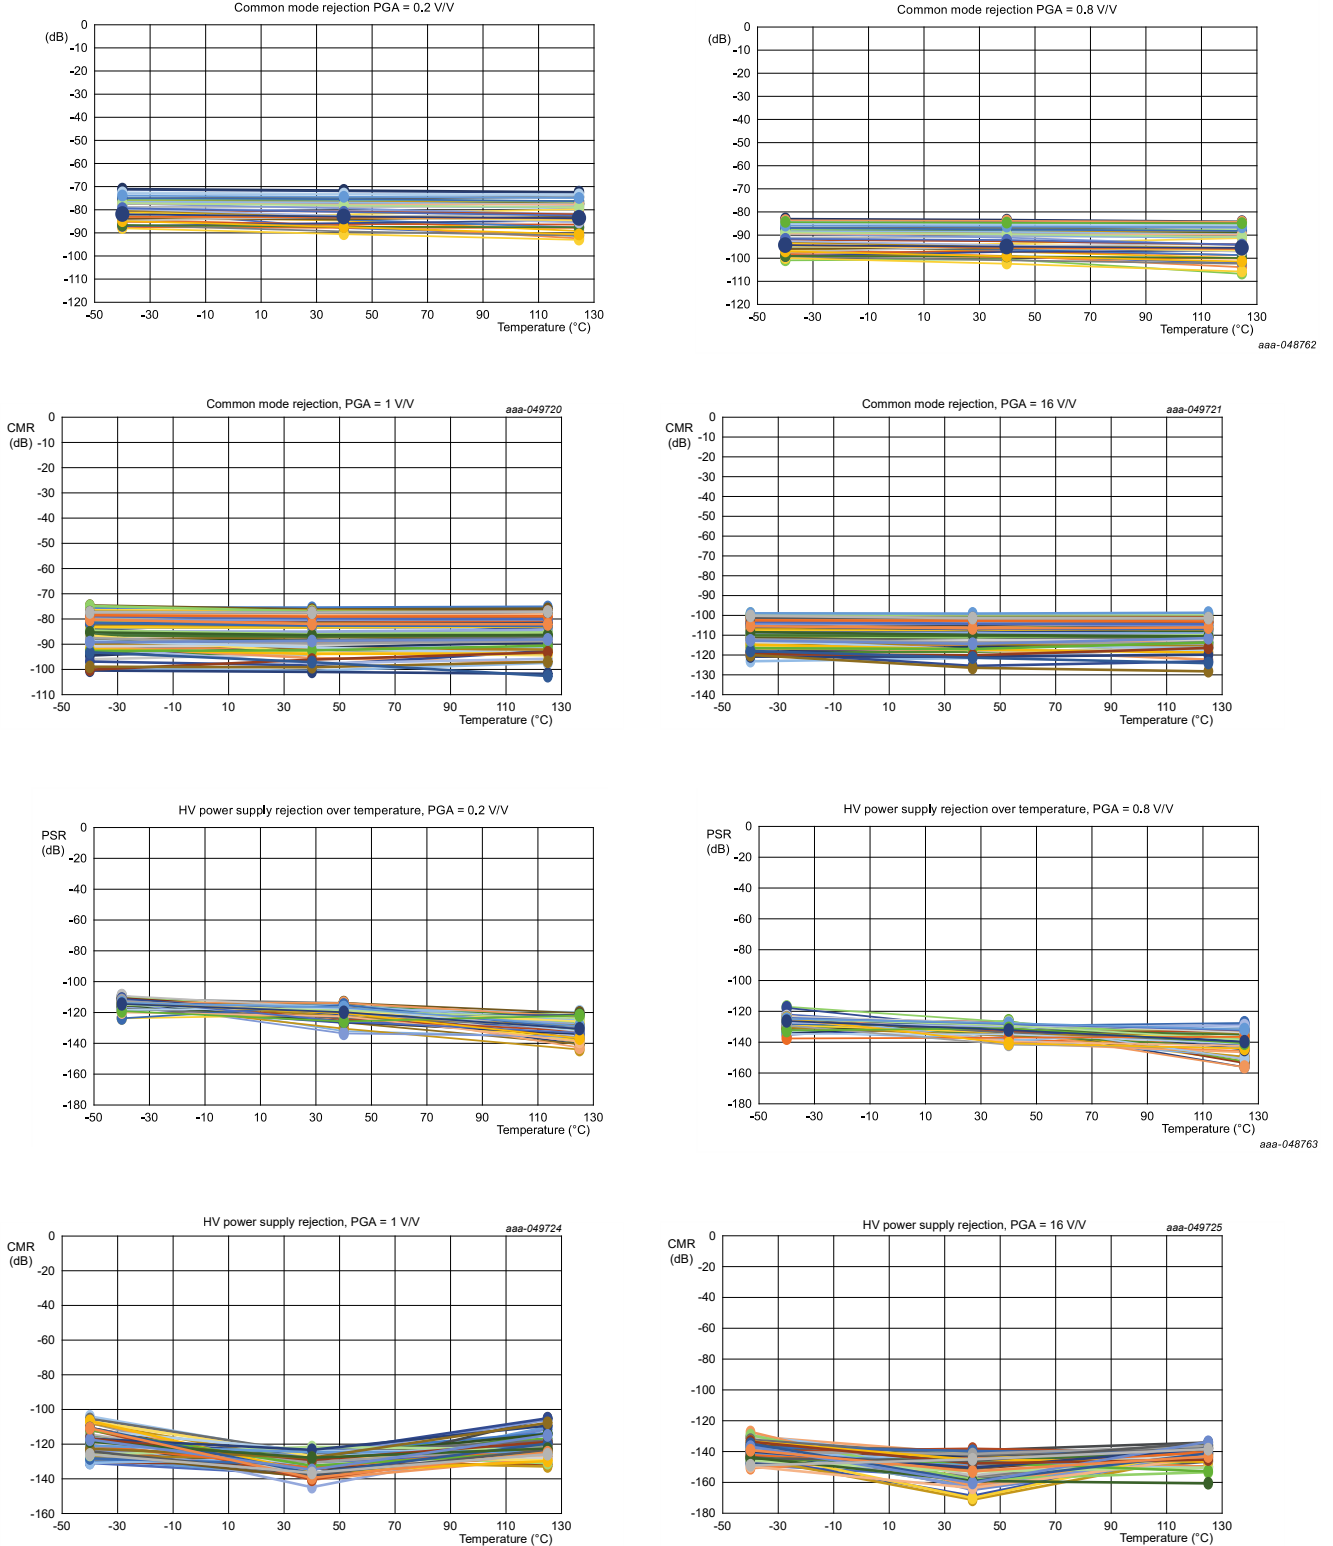 Common mode rejection PGA = 0.2 V/V
(dB)
0
-10
-20
-30
-40
-50
-60
-70
-80
-90
-100
-110
-120
-50 -30 -10 10 30 50 70 90 110 130
Temperature (°C)
Common mode rejection PGA = 0.8 V/V
(dB)
0
-10
-20
-30
-40
-50
-60
-70
-80
-90
-100
-110
-120
-50 -30 -10 10 30 50 70 90 110 130
Temperature (°C)
aaa-048762
Common mode rejection, PGA = 1 V/V
aaa-049720
CMR
(dB)
0
-10
-20
-30
-40
-50
-60
-70
-80
-90
-100
-110
-50 -30 -10 10 30 50 70 90 110 130
Temperature (°C)
Common mode rejection, PGA = 16 V/V
aaa-049721
CMR
(dB)
0
-10
-20
-30
-40
-50
-60
-70
-80
-90
-100
-110
-120
-130
-140
-50 -30 -10 10 30 50 70 90 110 130
Temperature (°C)
HV power supply rejection over temperature, PGA = 0.2 V/V
PSR
(dB)
0
-20
-40
-60
-80
-100
-120
-140
-160
-180
-50 -30 -10 10 30 50 70 90 110 130
Temperature (°C)
HV power supply rejection over temperature, PGA = 0.8 V/V
PSR
(dB)
0
-20
-40
-60
-80
-100
-120
-140
-160
-180
-50 -30 -10 10 30 50 70 90 110 130
Temperature (°C)
aaa-048763
HV power supply rejection, PGA = 1 V/V
aaa-049724
CMR
(dB)
0
-20
-40
-60
-80
-100
-120
-140
-160
-50 -30 -10 10 30 50 70 90 110 130
Temperature (°C)
HV power supply rejection, PGA = 16 V/V
aaa-049725
CMR
(dB)
0
-20
-40
-60
-80
-100
-120
-140
-160
-180
-50 -30 -10 10 30 50 70 90 110 130
Temperature (°C)